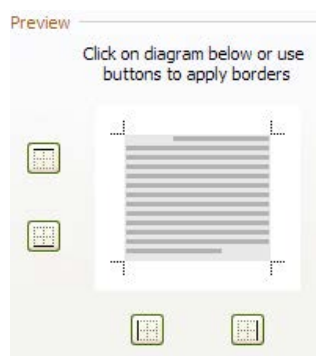 Preview
Click on diagram below or use
buttons to apply borders